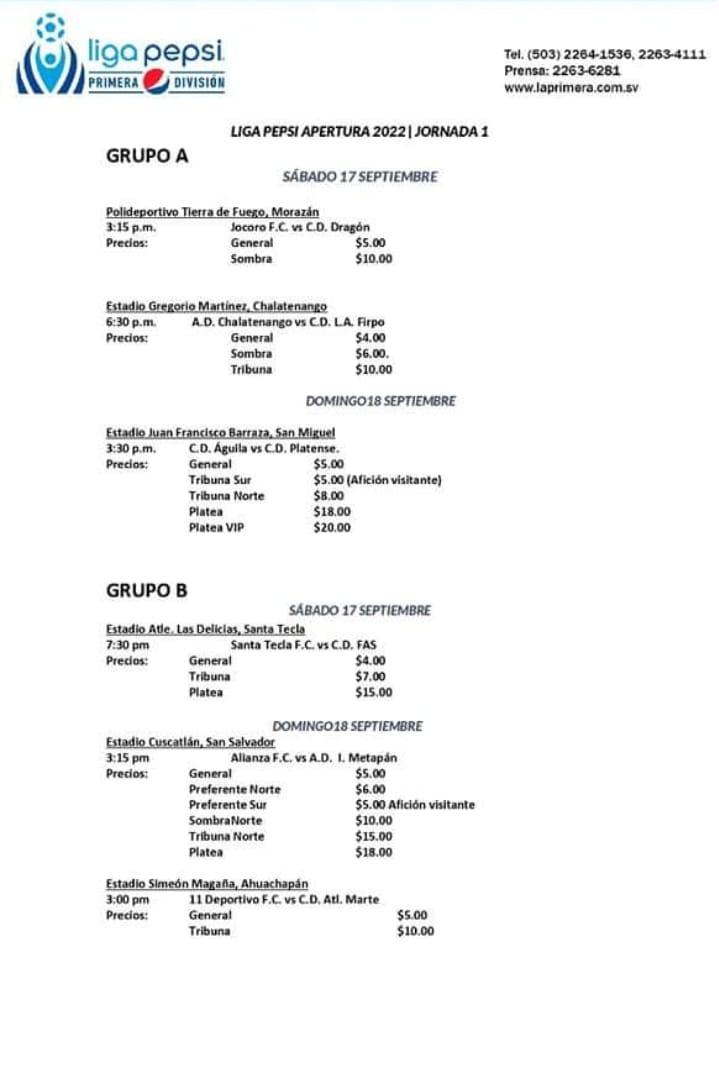 liga pepsi
PRIMERA DIVISIÓN
Tel. (503) 2264-1536, 2263-4111
Prensa: 2263-6281
www.laprimera.com.sv
LIGA PEPSI APERTURA 2022| JORNADA 1
GRUPO A
SÁBADO 17 SEPTIEMBRE
Polideportivo Tierra de Fuego, Morazán
3:15 p.m. Jocoro F.C. vs C.D. Dragón
Precios: General $5.00
Sombra $10.00
Estadio Gregorio Martínez, Chalatenango
6:30 p.m. A.D. Chalatenango vs C.D. L.A. Firpo
Precios: General $4.00
Sombra $6.00.
Tribuna $10.00
DOMINGO18 SEPTIEMBRE
Estadio Juan Francisco Barraza, San Miguel
3:30 p.m. C.D. Águila vs C.D. Platense.
Precios: General $5.00
Tribuna Sur $5.00 (Afición visitante)
Tribuna Norte $8.00
Platea $18.00
Platea VIP $20.00
GRUPO B
SÁBADO 17 SEPTIEMBRE
Estadio Atle. Las Delicias, Santa Tecla
7:30 pm Santa Tecla F.C. vs C.D. FAS
Precios: General $4.00
Tribuna $7.00
Platea $15.00
DOMINGO18 SEPTIEMBRE
Estadio Cuscatlán, San Salvador
3:15 pm Alianza F.C. vs A.D. I. Metapán
Precios: General $5.00
Preferente Norte $6.00
Preferente Sur $5.00 Afición visitante
SombraNorte $10.00
Tribuna Norte $15.00
Platea $18.00
Estadio Simeón Magaña, Ahuachapán
3:00 pm 11 Deportivo F.C. vs C.D. Atl. Marte
Precios: General $5.00
Tribuna $10.00